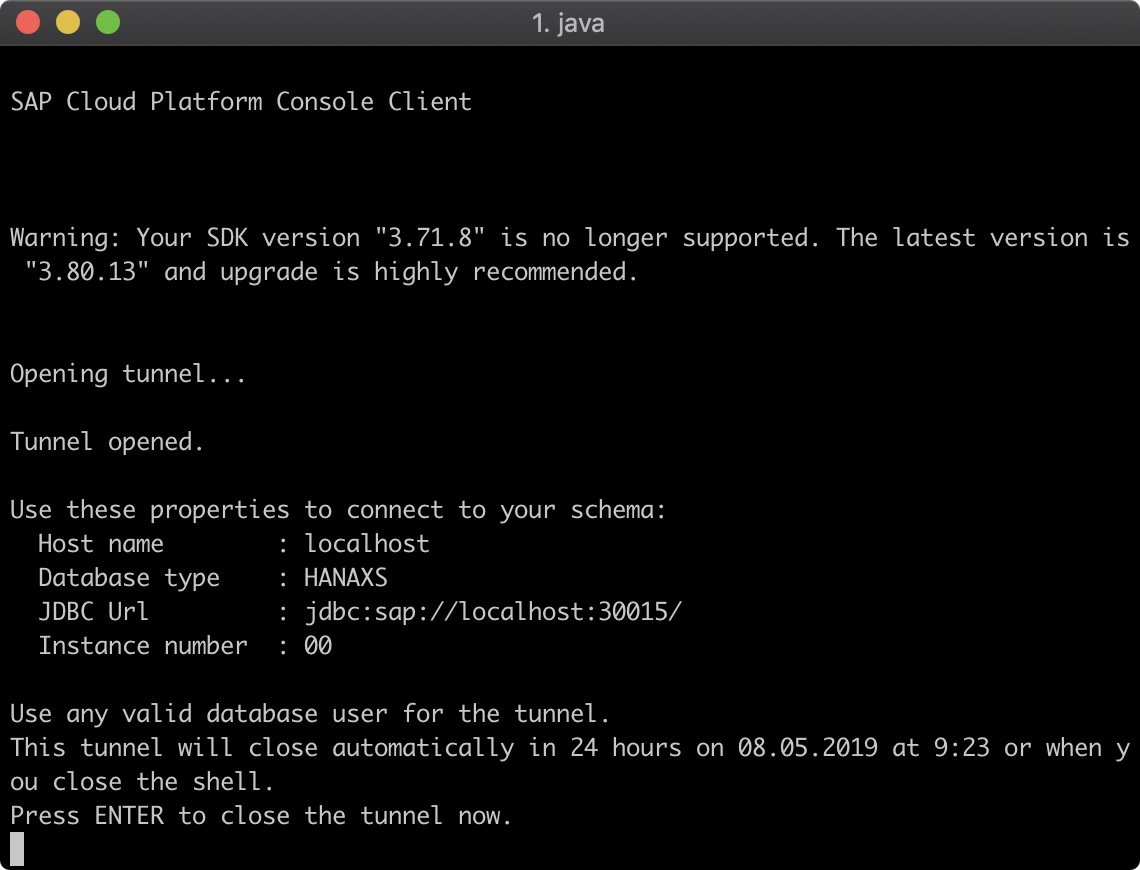 1. java
SAP Cloud Platform Console Client
Warning: Your SDK version "3.71.8" is no longer supported. The latest version is
"3.80.13" and upgrade is highly recommended.
Opening tunnel...
Tunnel opened.
Use these properties to connect to your schema:
Host name : localhost
Database type : HANAXS
JDBC Url : jdbc:sap://localhost:30015/
Instance number : 00
Use any valid database user for the tunnel.
This tunnel will close automatically in 24 hours on 08.05.2019 at 9:23 or when y
ou close the shell.
Press ENTER to close the tunnel now.